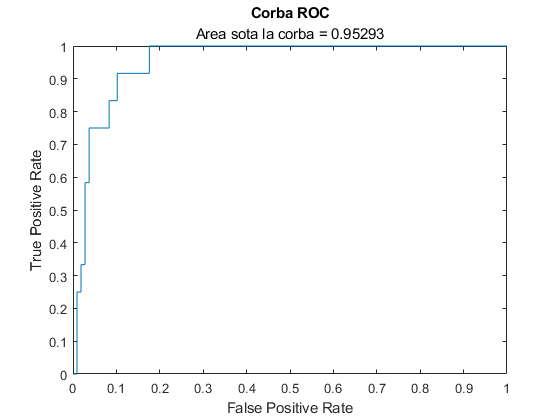 Corba ROC
Area sota la corba = 0.95293
1
0.9
0.8
0.7
0.6
0.5
0.4
0.3
0.2
0.1
0
True Positive Rate
0 0.1 0.2 0.3 0.4 0.5 0.6 0.7 0.8 0.9 1
False Positive Rate